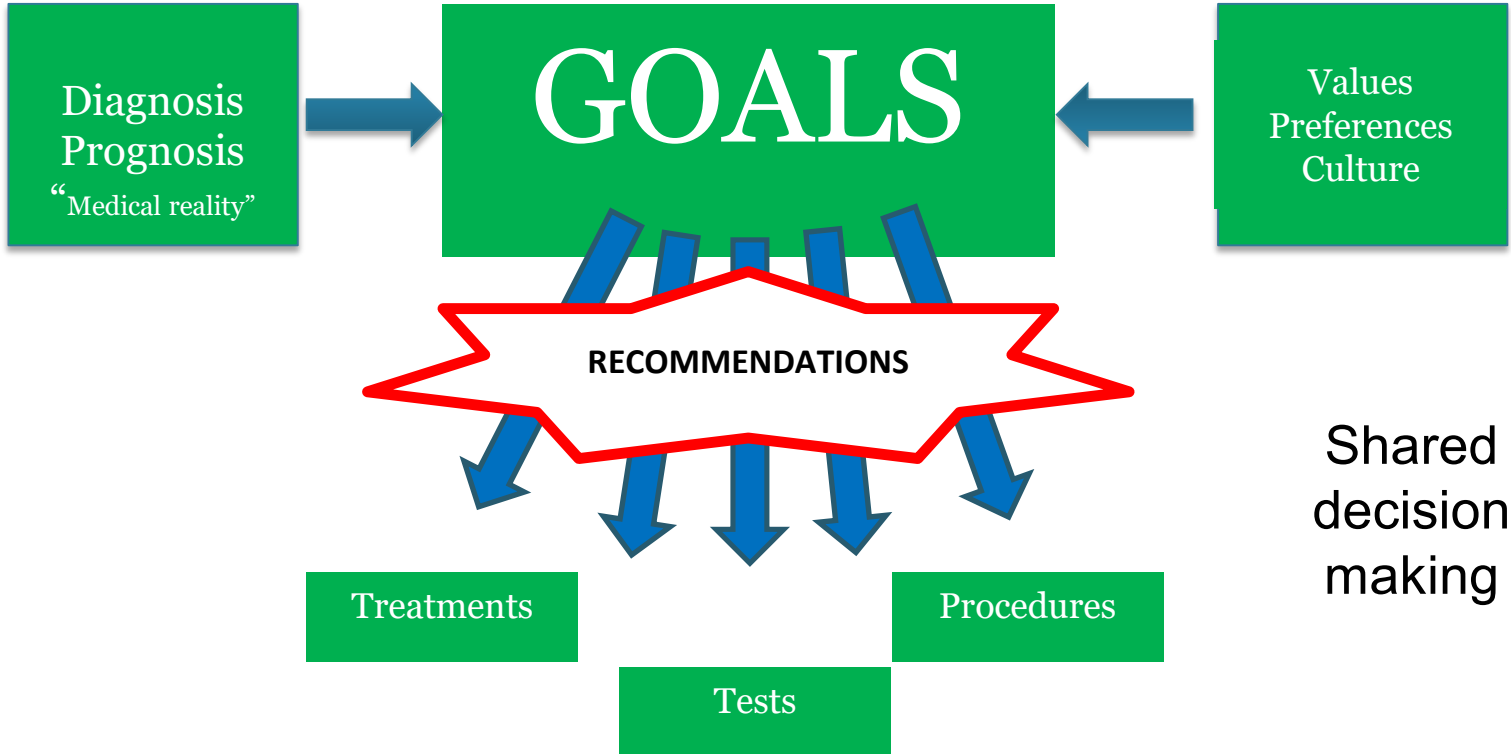 Diagnosis
Prognosis
“Medical reality”
GOALS
Values
Preferences
Culture
RECOMMENDATIONS
Shared
decision
making
Treatments
Procedures
Tests